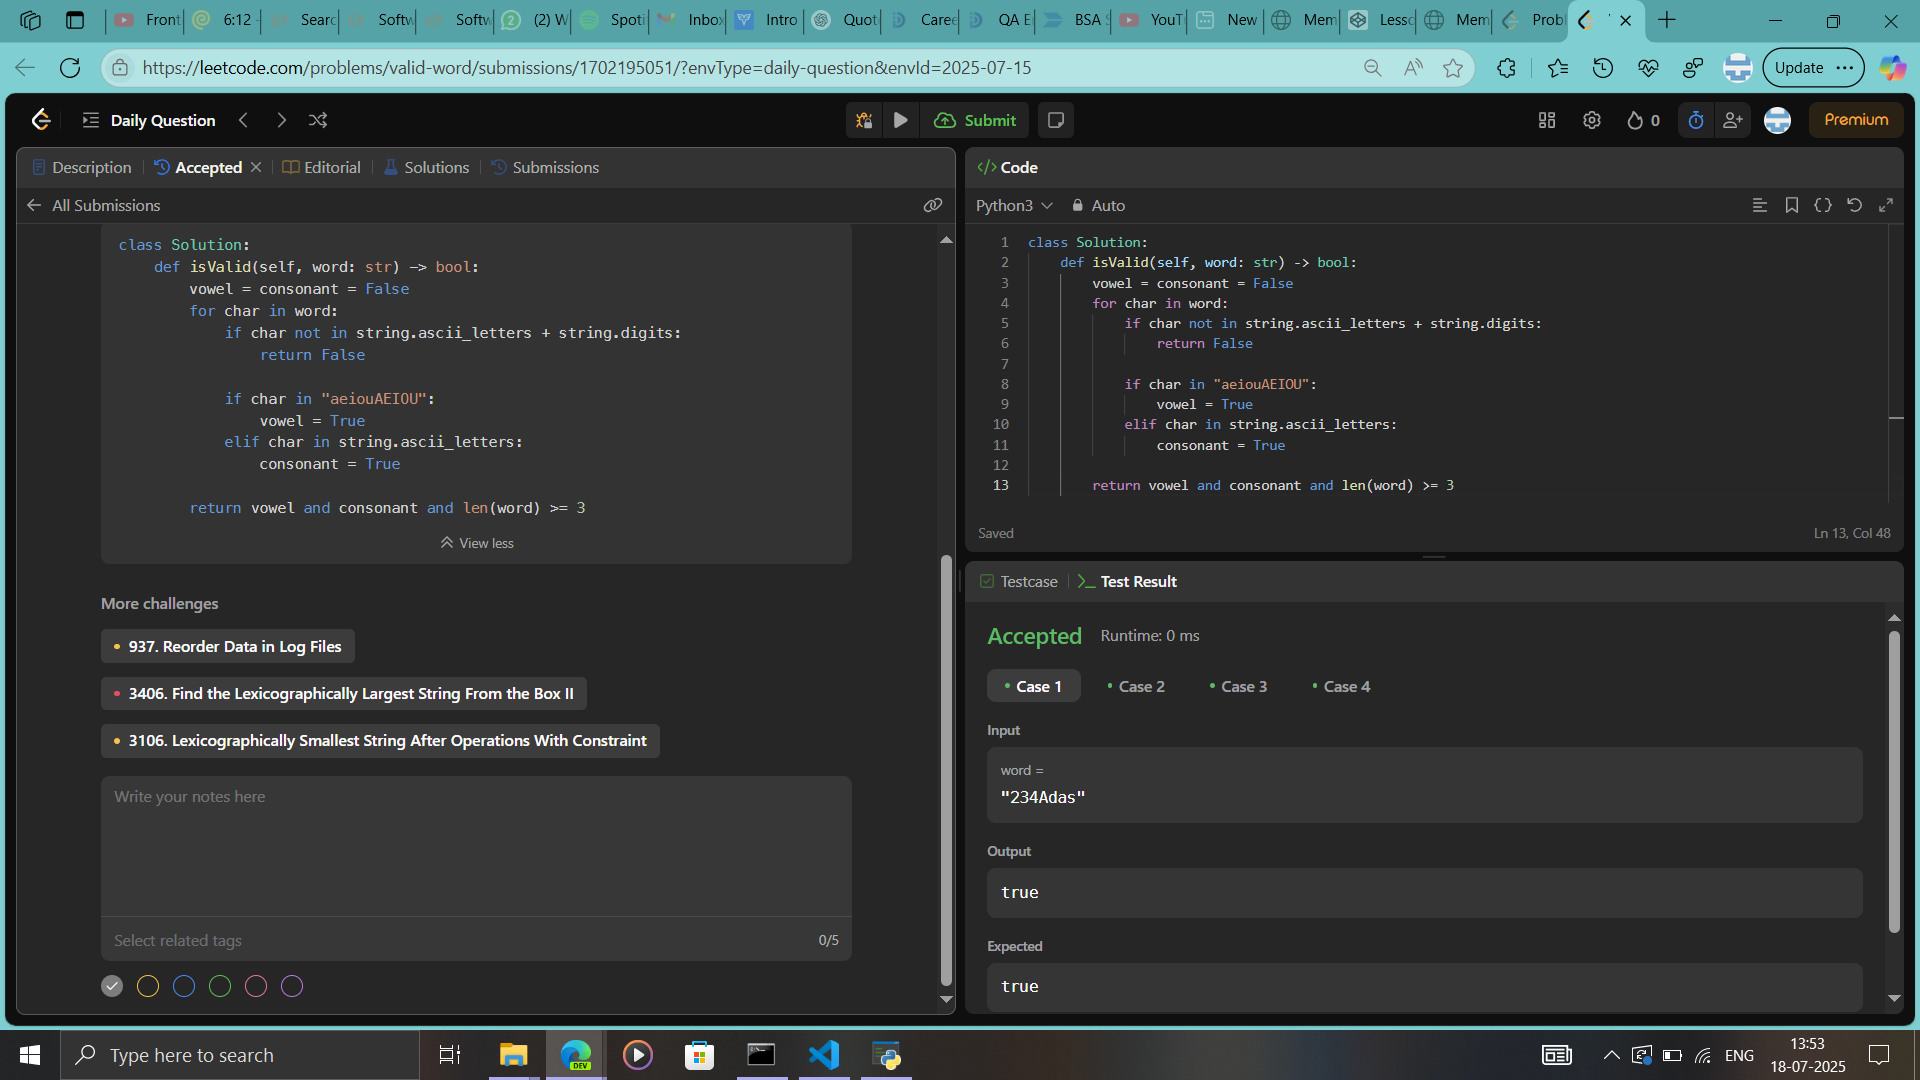 Front
6:12
Searc
Softw
Softw
(2) W
Spoti
Inbox
Intro
Quot
Caree
QA E
BSA S
YouTu
New
Mem
Lesso
Mem
Probl
https://leetcode.com/problems/valid-word/submissions/1702195051/?envType=daily-question&envId=2025-07-15
Update
Daily Question
Submit
0
Premium
Description
Accepted
Editorial
Solutions
Submissions
All Submissions
class Solution:
def isValid(self, word: str) -> bool:
vowel = consonant = False
for char in word:
if char not in string.ascii_letters + string.digits:
return False
if char in "aeiouAEIOU":
vowel = True
elif char in string.ascii_letters:
consonant = True
return vowel and consonant and len(word) >= 3
View less
More challenges
937. Reorder Data in Log Files
3406. Find the Lexicographically Largest String From the Box II
3106. Lexicographically Smallest String After Operations With Constraint
Write your notes here
Select related tags
0/5
Code
Python3
Auto
1 class Solution:
2 def isValid(self, word: str) -> bool:
3 vowel = consonant = False
4 for char in word:
5 if char not in string.ascii_letters + string.digits:
6 return False
7
8 if char in "aeiouAEIOU":
9 vowel = True
10 elif char in string.ascii_letters:
11 consonant = True
12
13 return vowel and consonant and len(word) >= 3
Saved
Ln 13, Col 48
Testcase
Test Result
Accepted Runtime: 0 ms
Case 1
Case 2
Case 3
Case 4
Input
word =
"234Adas"
Output
true
Expected
true
Type here to search
DEV
ENG
13:53
18-07-2025